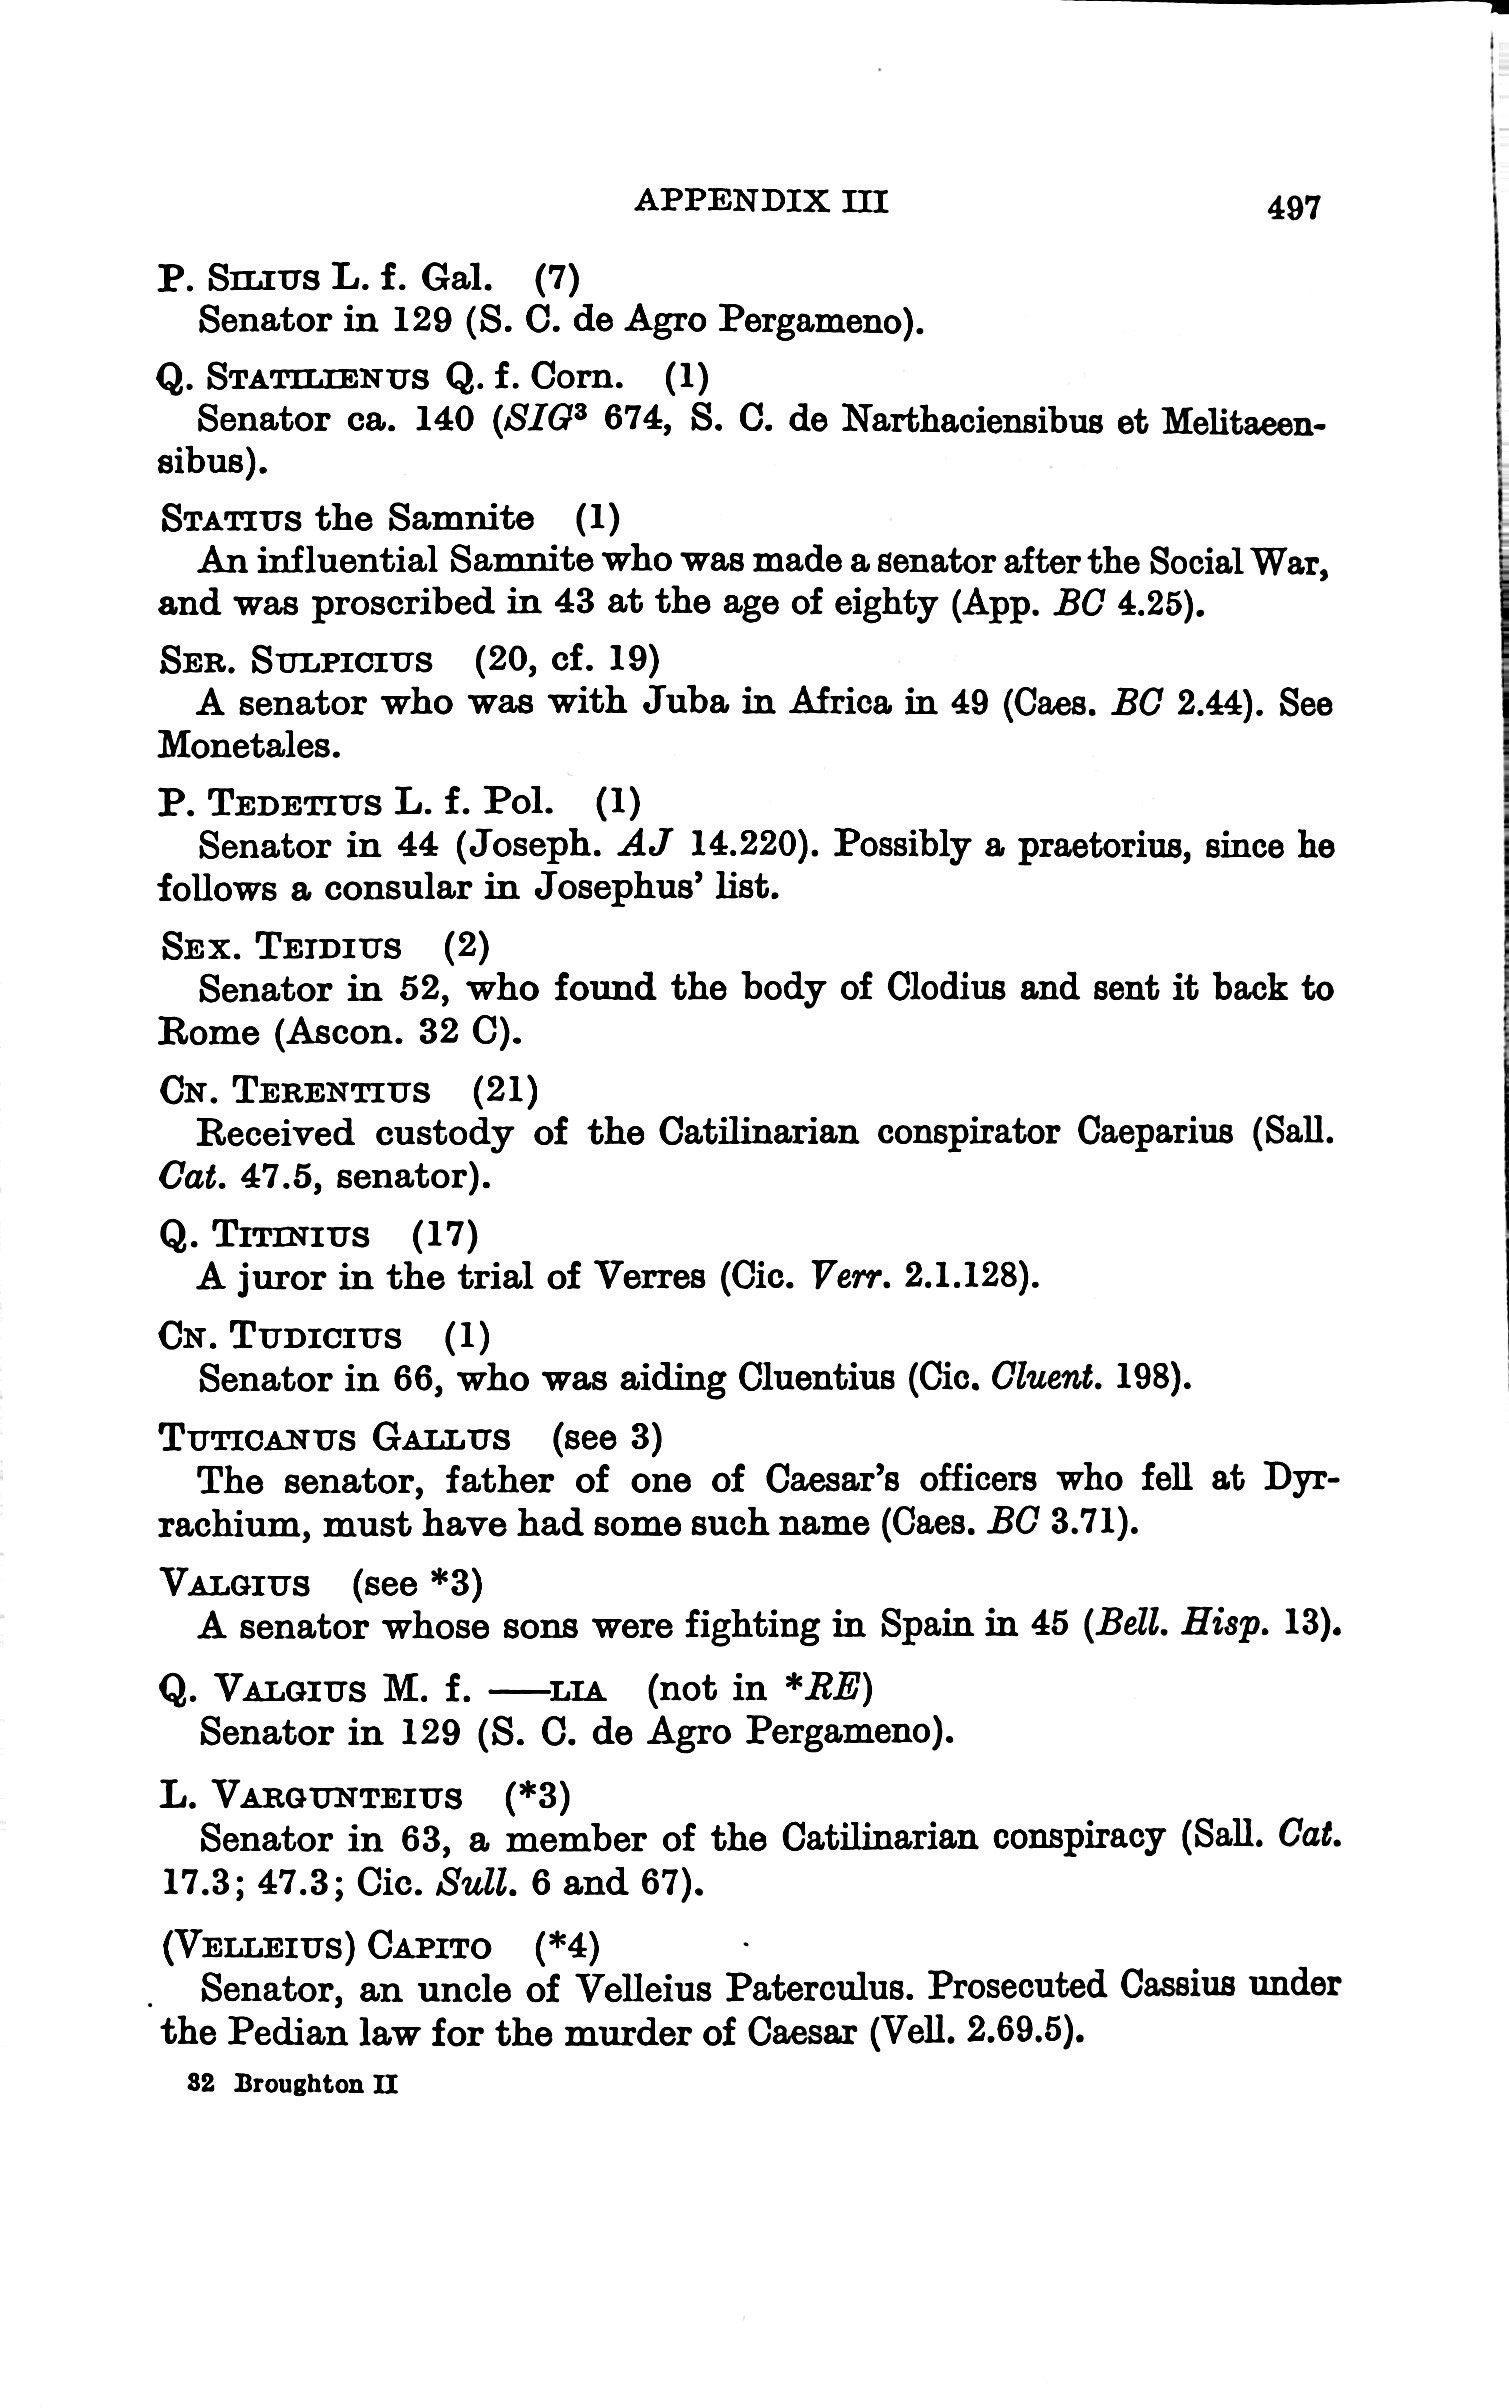 APPENDIX III 497
P. SILIUS L. f. Gal. (7)
Senator in 129 (S. C. de Agro Pergameno).
Q. STATILIENUS Q. f. Corn. (1)
Senator ca. 140 (SIG³ 674, S. C. de Narthaciensibus et Melitaeen-
sibus).
STATIUS the Samnite (1)
An influential Samnite who was made a senator after the Social War,
and was proscribed in 43 at the age of eighty (App. BC 4.25).
SER. SULPICIUS (20, cf. 19)
A senator who was with Juba in Africa in 49 (Caes. BC 2.44). See
Monetales.
P. TEDETIUS L. f. Pol. (1)
Senator in 44 (Joseph. AJ 14.220). Possibly a praetorius, since he
follows a consular in Josephus' list.
SEX. TEIDIUS (2)
Senator in 52, who found the body of Clodius and sent it back to
Rome (Ascon. 32 C).
CN. TERENTIUS (21)
Received custody of the Catilinarian conspirator Caeparius (Sall.
Cat. 47.5, senator).
Q. TITINIUS (17)
A juror in the trial of Verres (Cic. Verr. 2.1.128).
CN. TUDICIUS (1)
Senator in 66, who was aiding Cluentius (Cic. Cluent. 198).
TUTICANUS GALLUS (see 3)
The senator, father of one of Caesar's officers who fell at Dyr-
rachium, must have had some such name (Caes. BC 3.71).
VALGIUS (see *3)
A senator whose sons were fighting in Spain in 45 (Bell. Hisp. 13).
Q. VALGIUS M. f. ——LIA (not in *RE)
Senator in 129 (S. C. de Agro Pergameno).
L. VARGUNTEIUS (*3)
Senator in 63, a member of the Catilinarian conspiracy (Sall. Cat.
17.3; 47.3; Cic. Sull. 6 and 67).
(VELLEIUS) CAPITO (*4)
Senator, an uncle of Velleius Paterculus. Prosecuted Cassius under
the Pedian law for the murder of Caesar (Vell. 2.69.5).
32 Broughton II